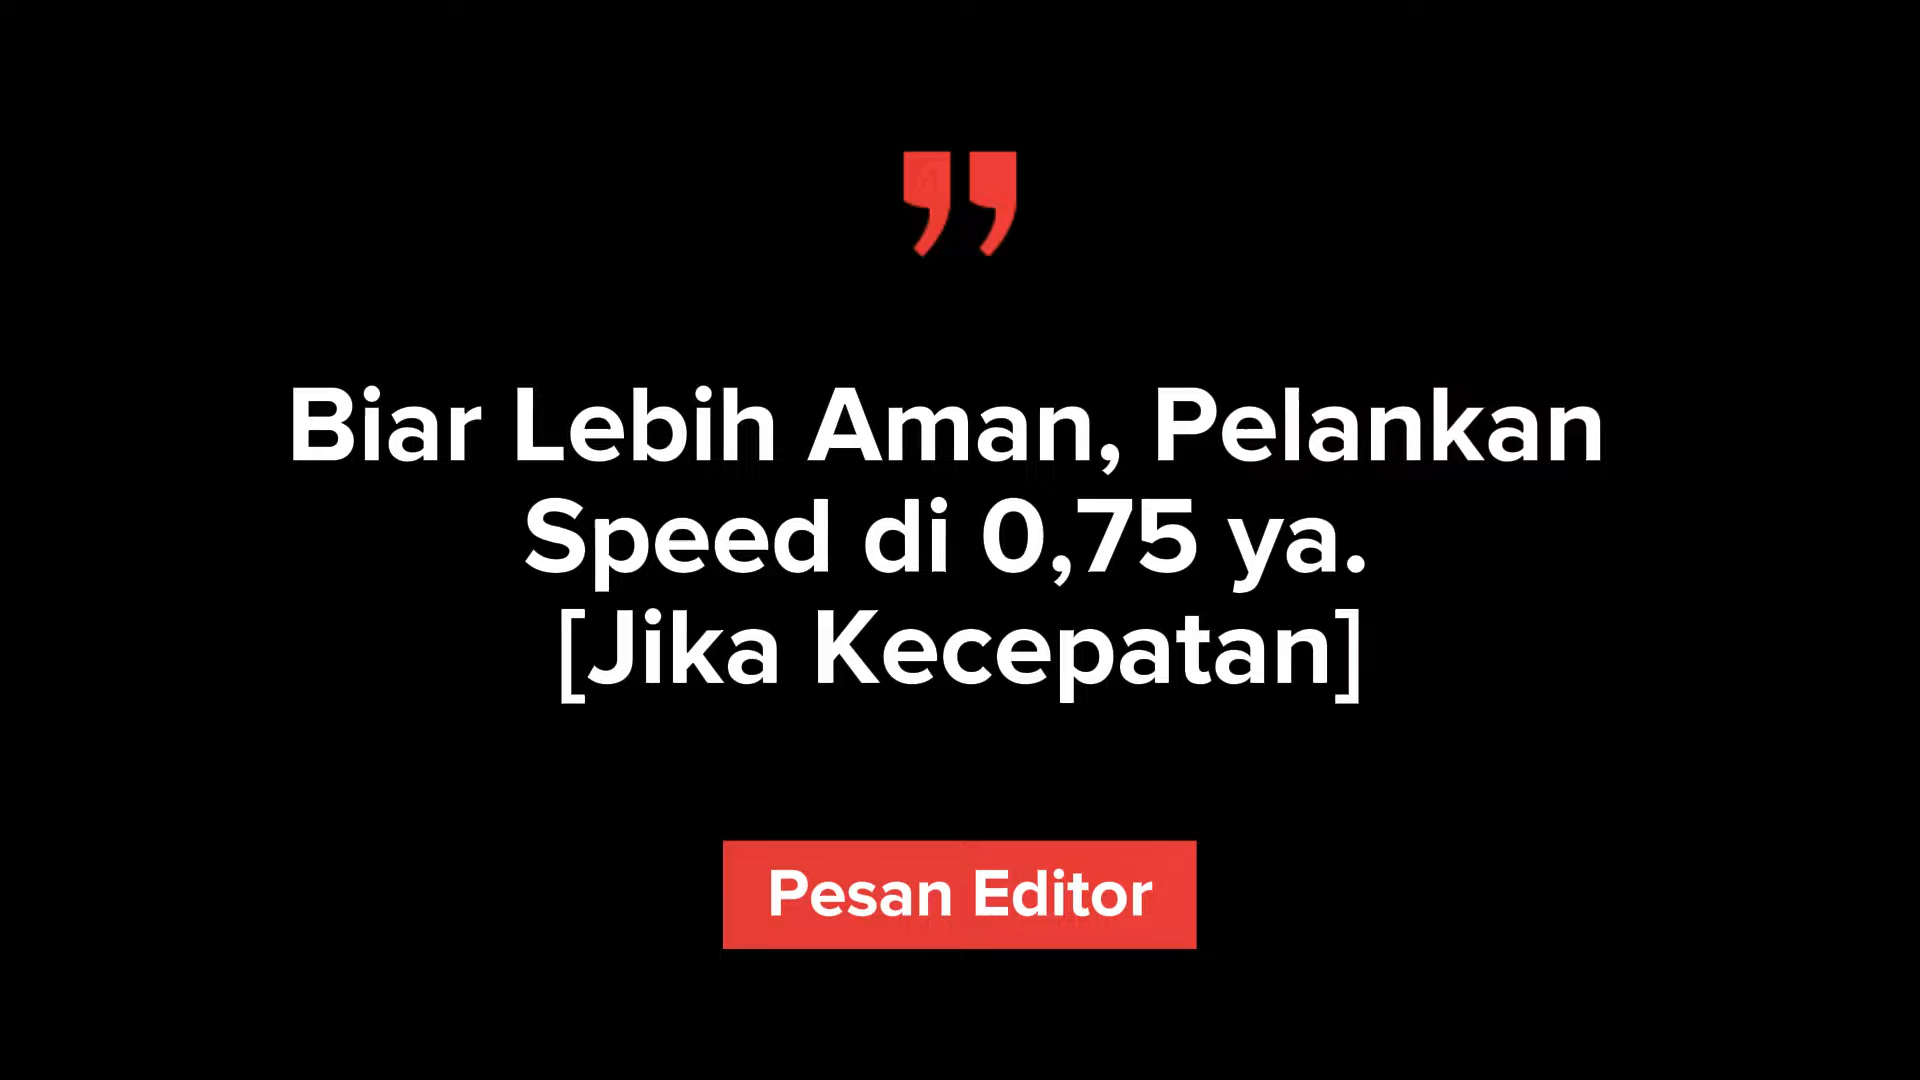 ”
Biar Lebih Aman, Pelankan
Speed di 0,75 ya.
[Jika Kecepatan]
Pesan Editor